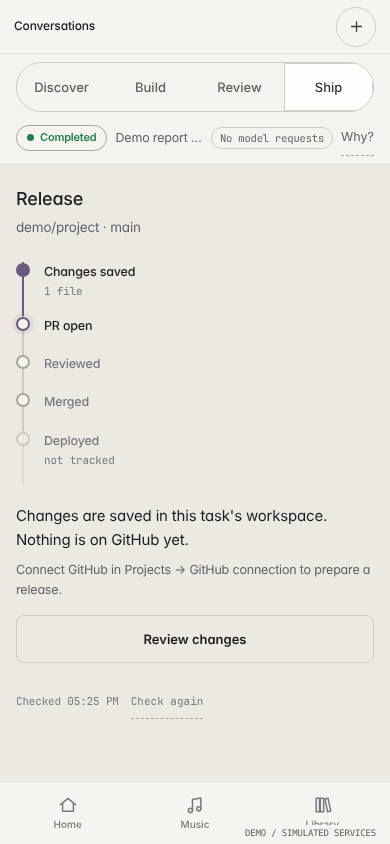 Conversations
+
Discover
Build
Review
Ship
Completed
Demo report ...
No model requests
Why?
Release
demo/project · main
Changes saved
1 file
PR open
Reviewed
Merged
Deployed
not tracked
Changes are saved in this task's workspace.
Nothing is on GitHub yet.
Connect GitHub in Projects → GitHub connection to prepare a
release.
Review changes
Checked 05:25 PM
Check again
Home
Music
Library
DEMO / SIMULATED SERVICES